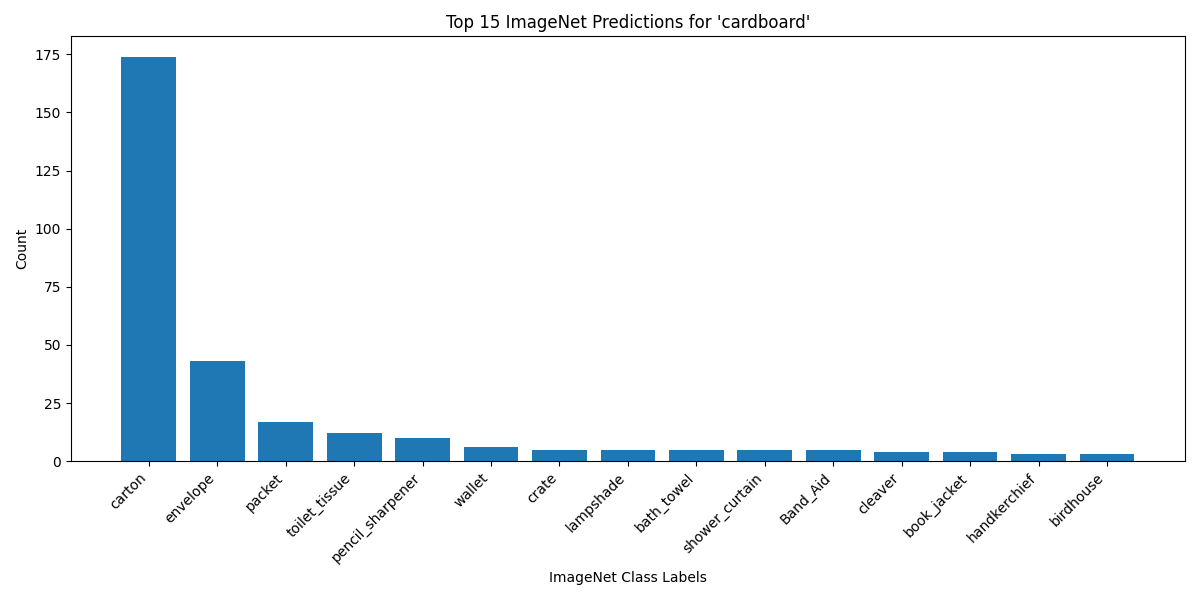 Top 15 ImageNet Predictions for 'cardboard'
175
150
125
100
75
50
25
0
Count
carton
envelope
packet
toilet_tissue
pencil_sharpener
wallet
crate
lampshade
bath_towel
shower_curtain
Band_Aid
cleaver
book_jacket
handkerchief
birdhouse
ImageNet Class Labels